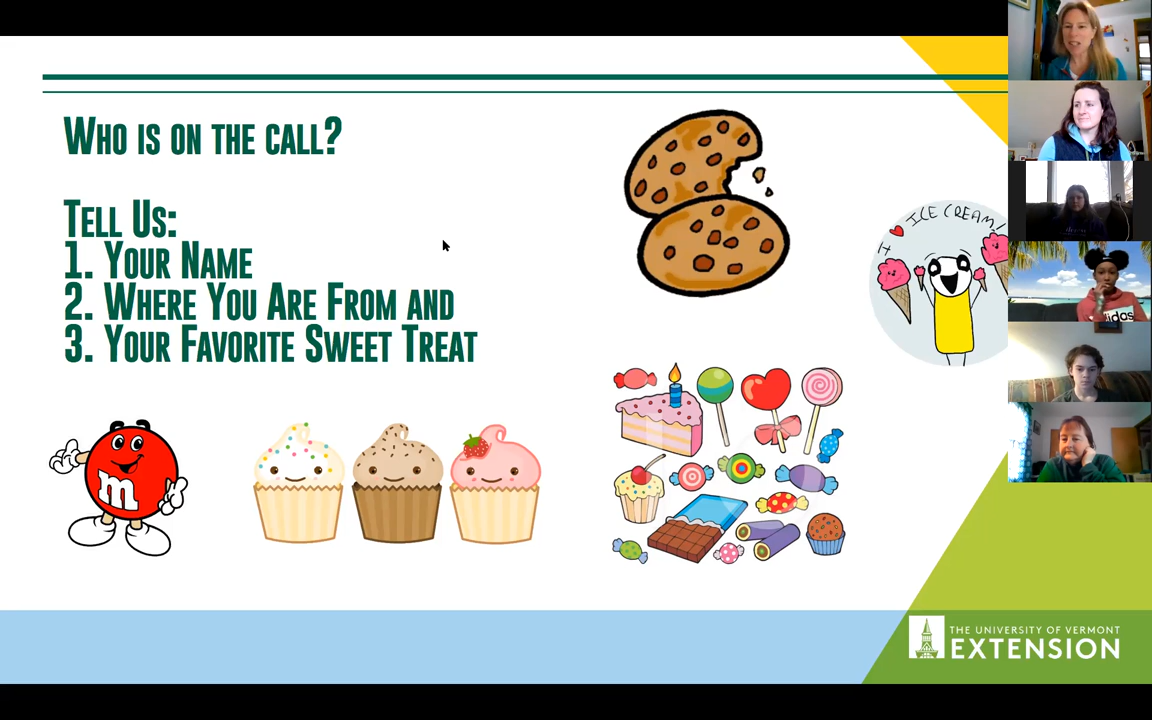 Who is on the call?
Tell Us:
1. Your Name
2. Where You Are From and
3. Your Favorite Sweet Treat
I ICE CREAM!
m
adidas
THE UNIVERSITY OF VERMONT
EXTENSION